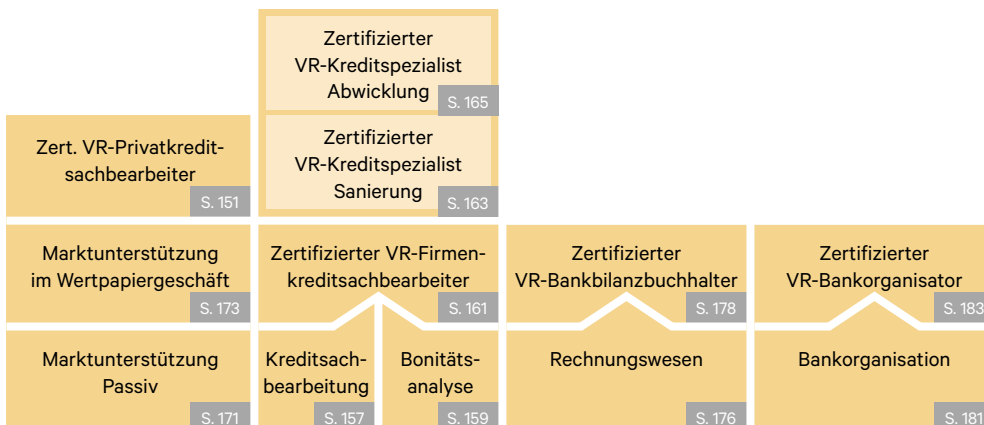 Zertifizierter
VR-Kreditspezialist
Abwicklung
S. 165
Zertifizierter
VR-Kreditspezialist
Sanierung
S. 163
Zert. VR-Privatkredit-
sachbearbeiter
S. 151
Marktunterstützung
im Wertpapiergeschäft
S. 173
Zertifizierter VR-Firmen-
kreditsachbearbeiter
S. 161
Zertifizierter
VR-Bankbilanzbuchhalter
S. 178
Zertifizierter
VR-Bankorganisator
S. 183
Marktunterstützung
Passiv
S. 171
Kreditsach-
bearbeitung
S. 157
Bonitäts-
analyse
S. 159
Rechnungswesen
S. 176
Bankorganisation
S. 181